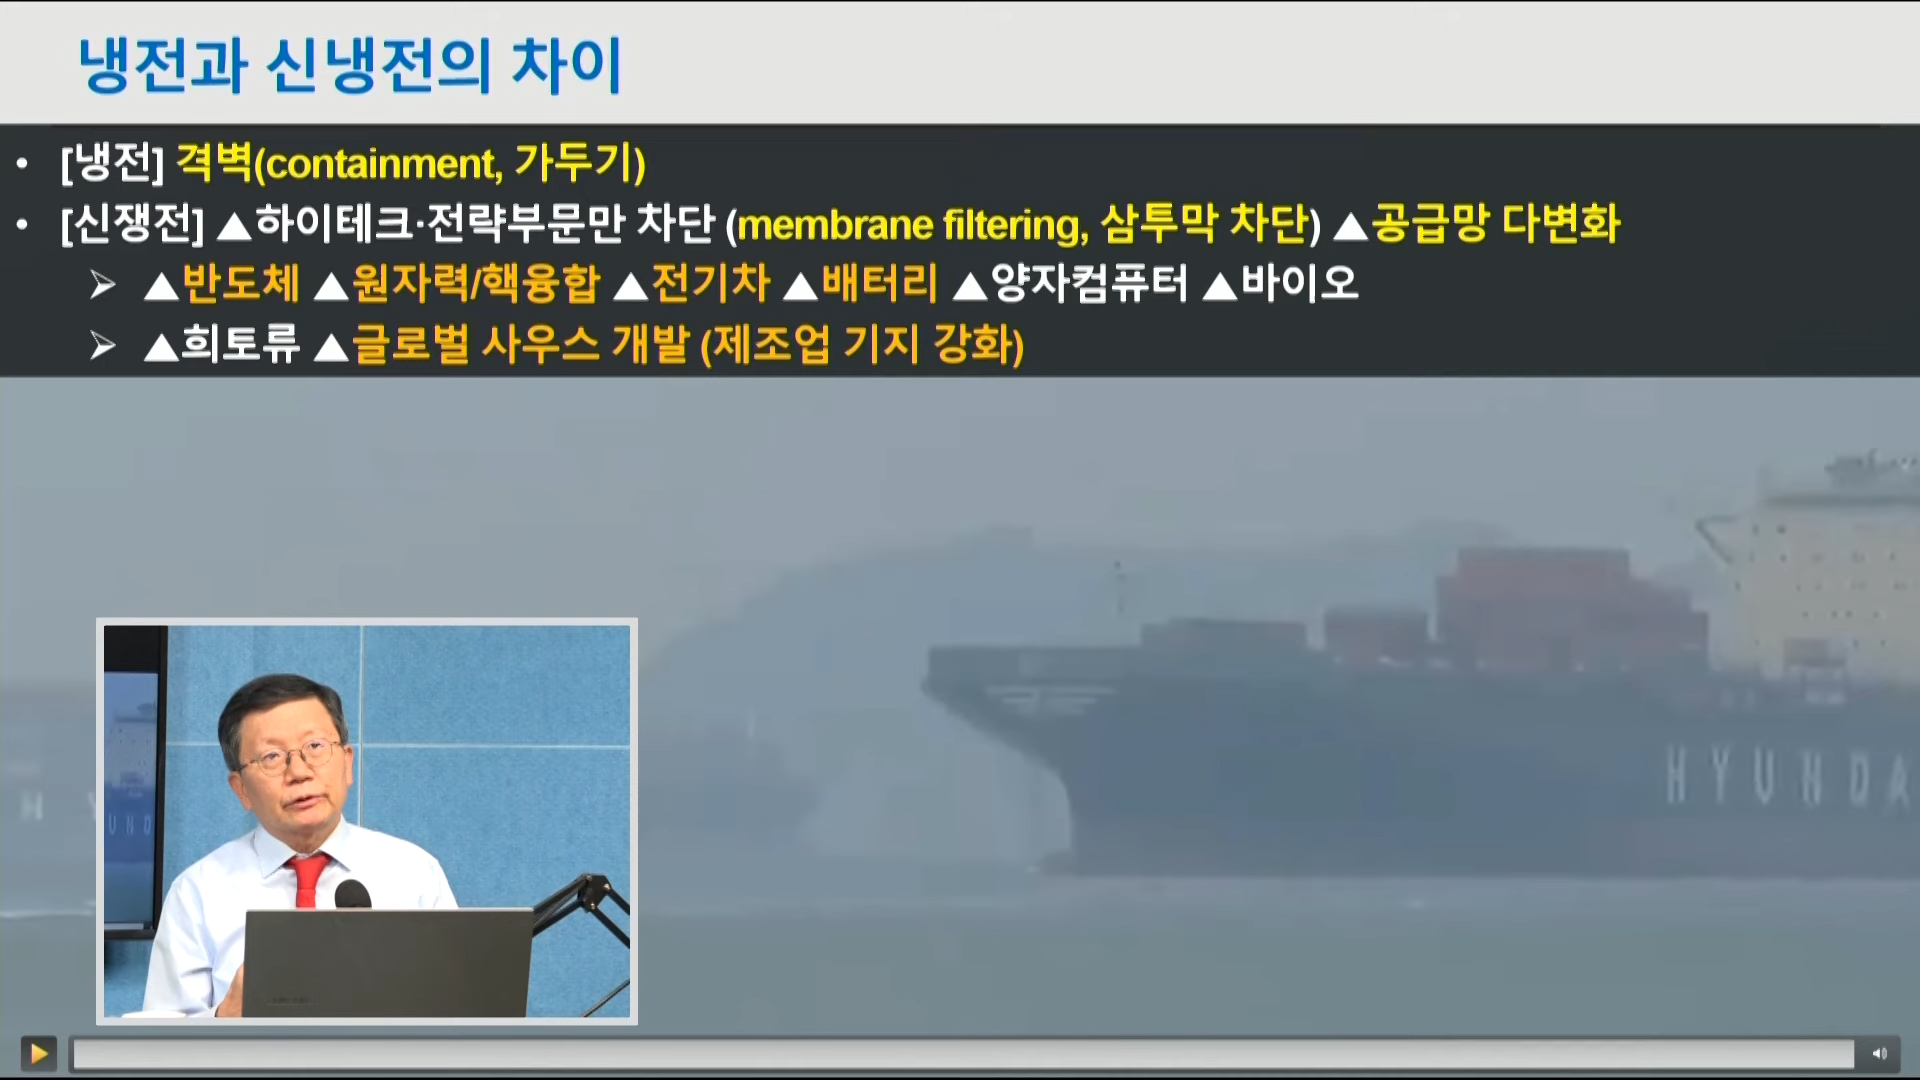 냉전과 신냉전의 차이
• [냉전] 격벽(containment, 가두기)
• [신쟁전] ▲하이테크·전략부문만 차단 (membrane filtering, 삼투막 차단) ▲공급망 다변화
➢ ▲반도체 ▲원자력/핵융합 ▲전기차 ▲배터리 ▲양자컴퓨터 ▲바이오
➢ ▲희토류 ▲글로벌 사우스 개발 (제조업 기지 강화)
HYUNDA
H Y
UND